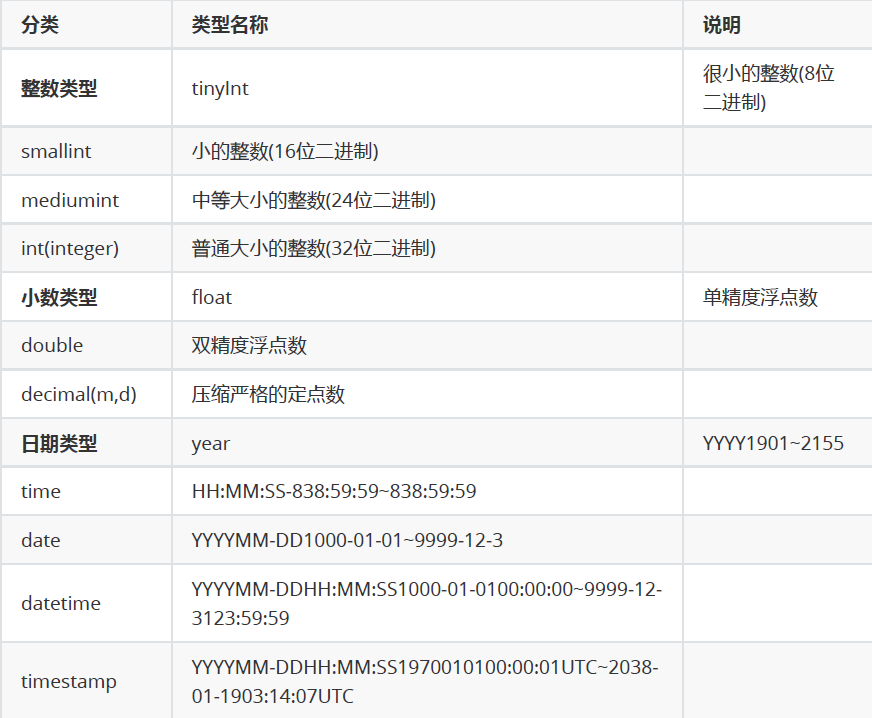 分类 类型名称 说明
整数类型 tinyInt 很小的整数(8位
二进制)
smallint 小的整数(16位二进制)
mediumint 中等大小的整数(24位二进制)
int(integer) 普通大小的整数(32位二进制)
小数类型 float 单精度浮点数
double 双精度浮点数
decimal(m,d) 压缩严格的定点数
日期类型 year YYYY1901~2155
time HH:MM:SS-838:59:59~838:59:59
date YYYYMM-DD1000-01-01~9999-12-3
datetime YYYYMM-DDHH:MM:SS1000-01-0100:00:00~9999-12-
3123:59:59
timestamp YYYYMM-DDHH:MM:SS1970010100:00:01UTC~2038-
01-1903:14:07UTC